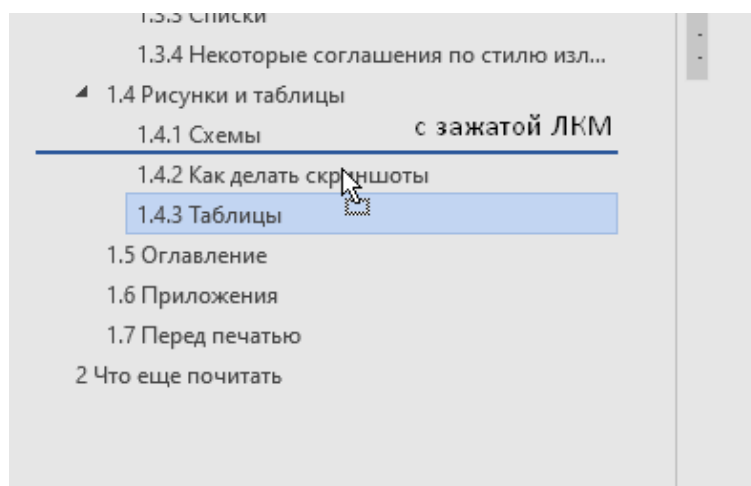 1.3.3 Списки
1.3.4 Некоторые соглашения по стилю изл...
1.4 Рисунки и таблицы
1.4.1 Схемы
с зажатой ЛКМ
1.4.2 Как делать скриншоты
1.4.3 Таблицы
1.5 Оглавление
1.6 Приложения
1.7 Перед печатью
2 Что еще почитать